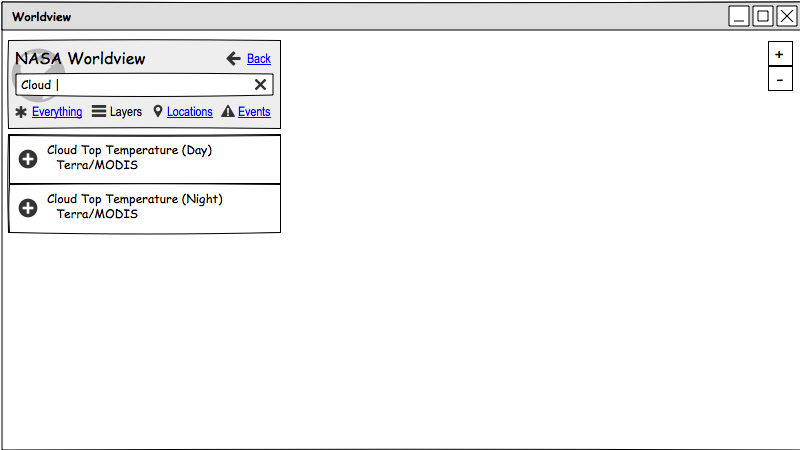 Worldview
NASA Worldview
Back
Cloud
Everything Layers Locations Events
Cloud Top Temperature (Day)
Terra/MODIS
Cloud Top Temperature (Night)
Terra/MODIS
+
-